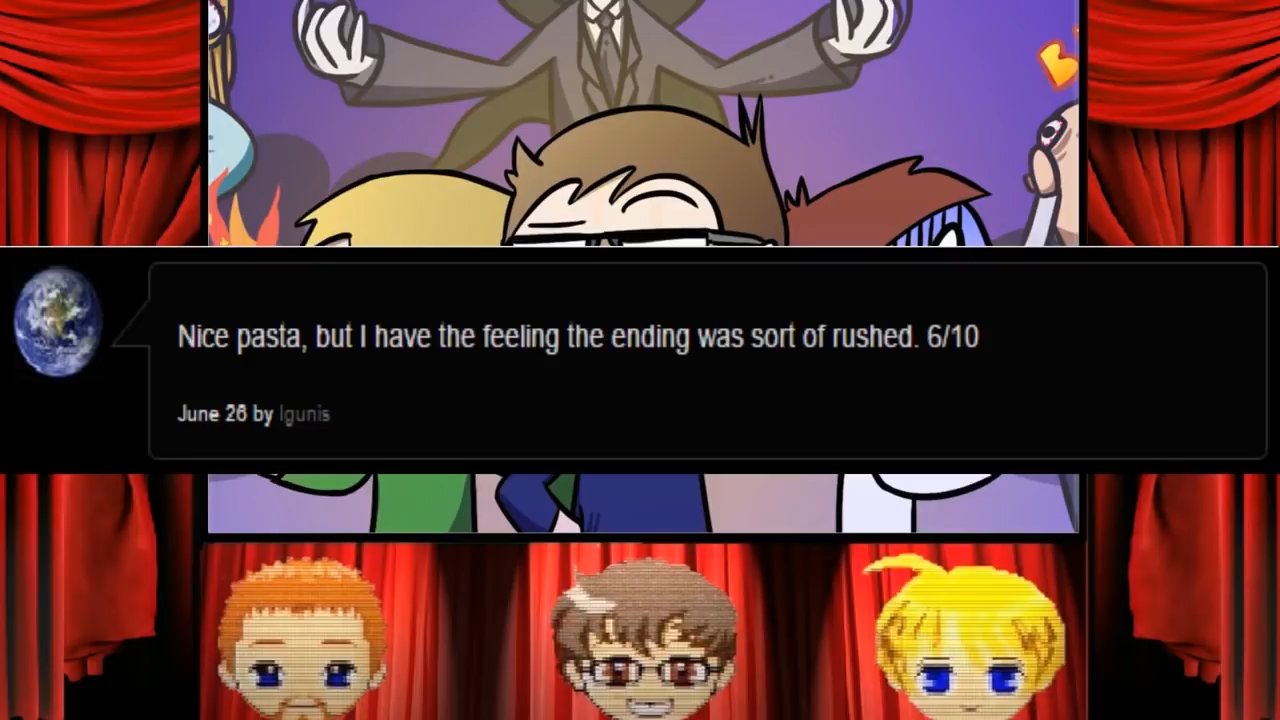 Nice pasta, but I have the feeling the ending was sort of rushed. 6/10
June 26 by Igunis